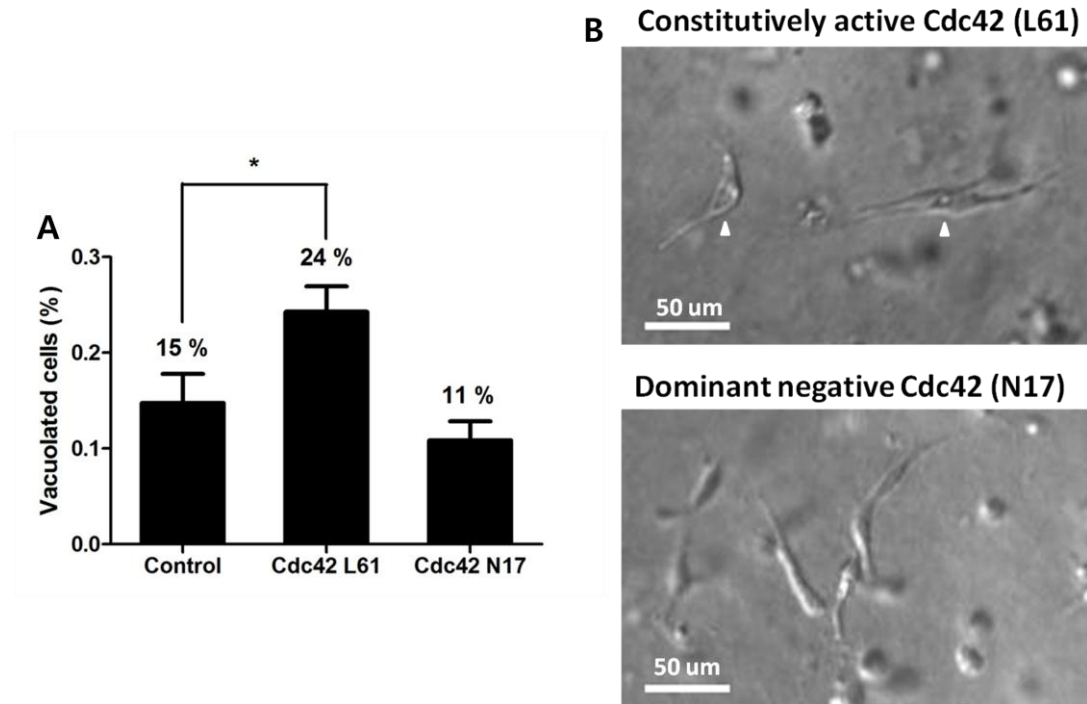 A
*
0.3
0.2
0.1
0.0
Vacuolated cells (%)
15 %
24 %
11 %
Control
Cdc42 L61
Cdc42 N17
B
Constitutively active Cdc42 (L61)
50 um
Dominant negative Cdc42 (N17)
50 um